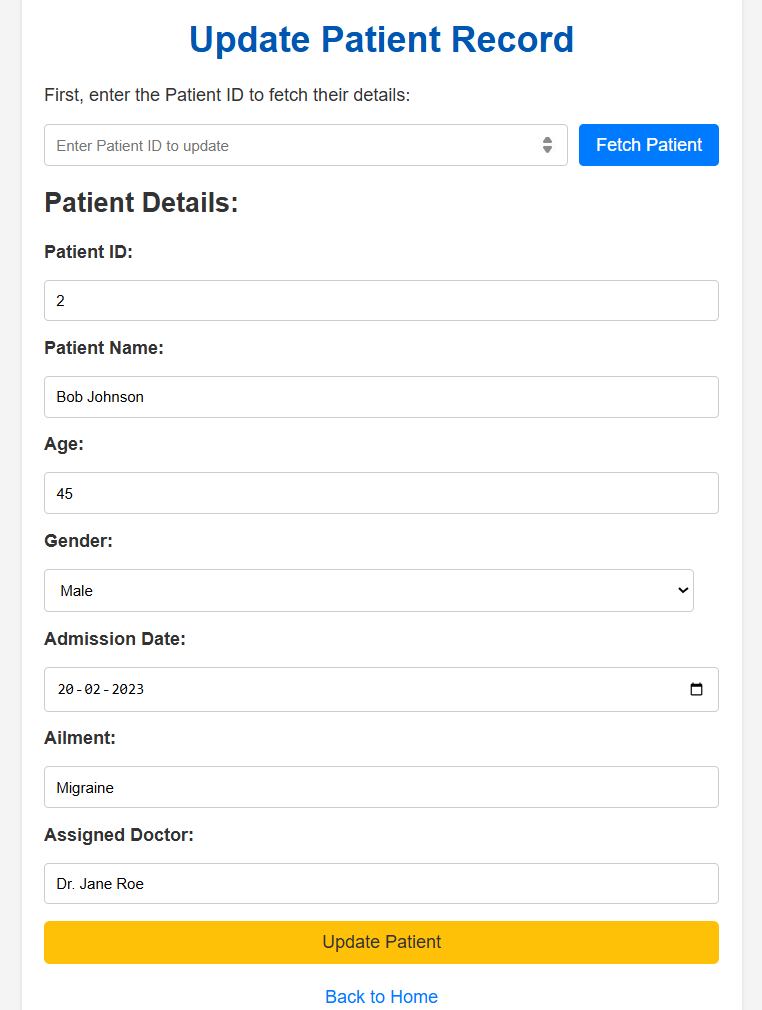 Update Patient Record
First, enter the Patient ID to fetch their details:
Enter Patient ID to update
Fetch Patient
Patient Details:
Patient ID:
2
Patient Name:
Bob Johnson
Age:
45
Gender:
Male
Admission Date:
20-02-2023
Ailment:
Migraine
Assigned Doctor:
Dr. Jane Roe
Update Patient
Back to Home